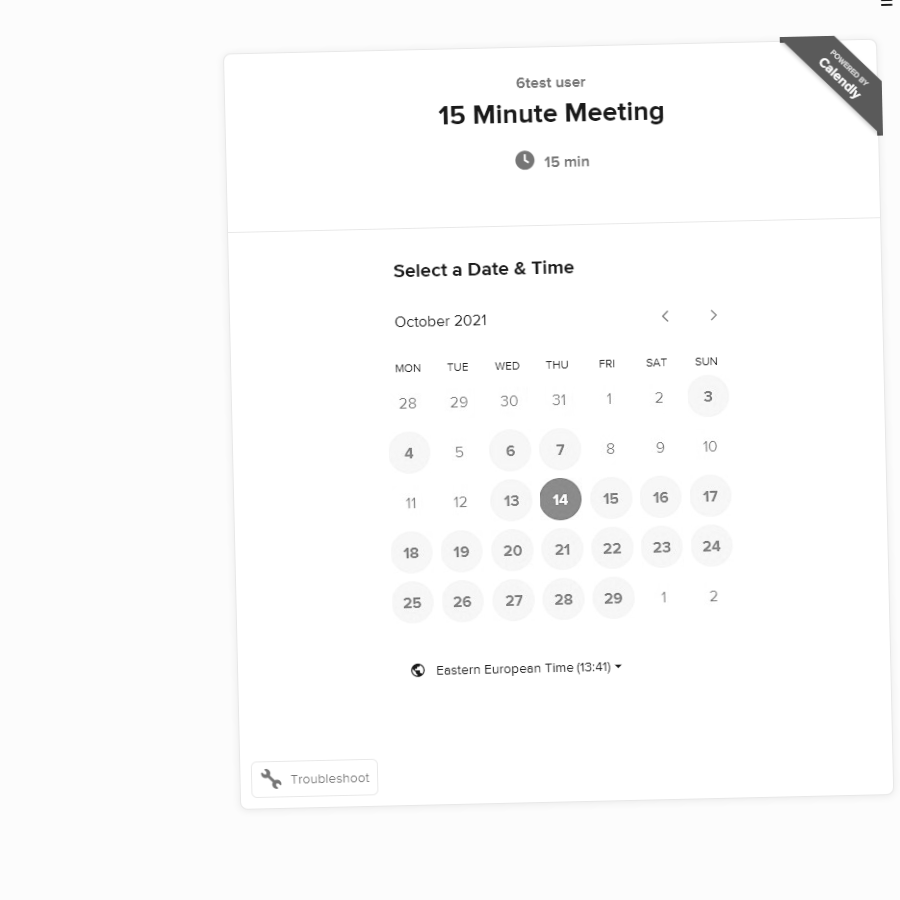 POWERED BY
Calendly
6test user
15 Minute Meeting
15 min
Select a Date & Time
October 2021
MON TUE WED THU FRI SAT SUN
28 29 30 31 1 2 3
4 5 6 7 8 9 10
11 12 13 14 15 16 17
18 19 20 21 22 23 24
25 26 27 28 29 1 2
Eastern European Time (13:41)
Troubleshoot